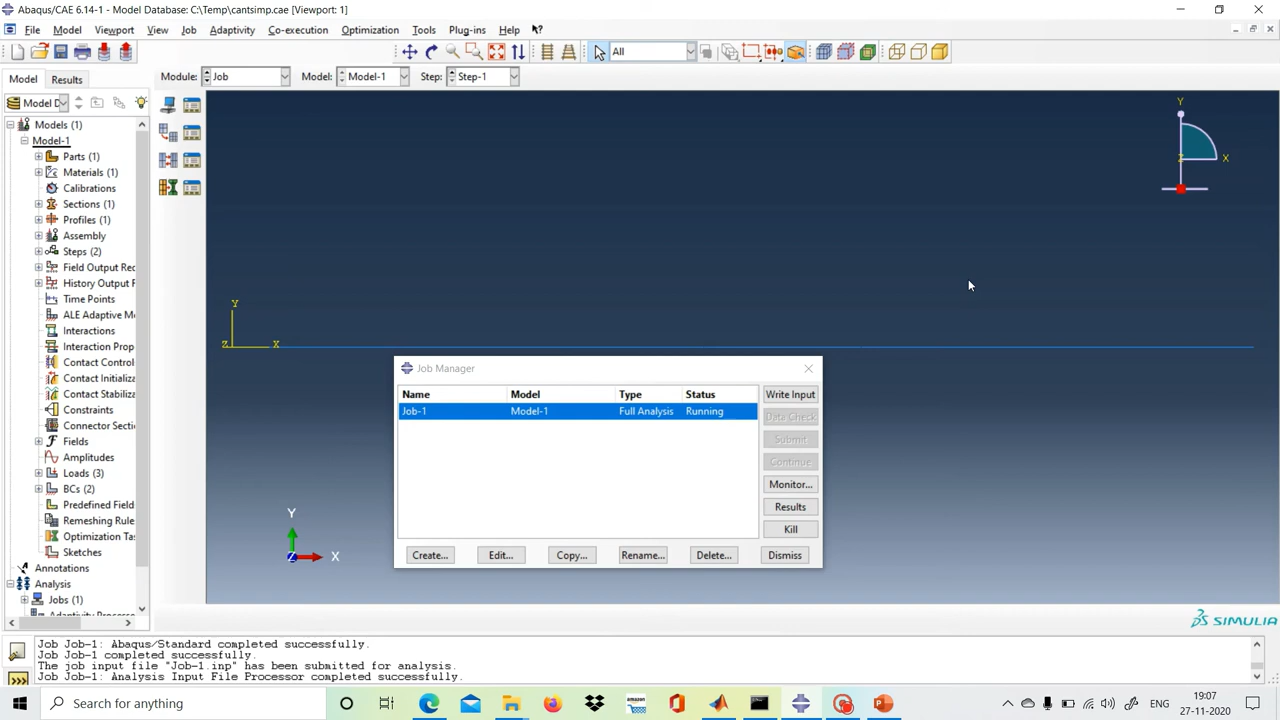 Abaqus/CAE 6.14-1 - Model Database: C:\Temp\cantsimp.cae [Viewport: 1]
File Model Viewport View Job Adaptivity Co-execution Optimization Tools Plug-ins Help
All
Model Results Module: Job Model: Model-1 Step: Step-1
Model D
Models (1)
Model-1
Parts (1)
Materials (1)
Calibrations
Sections (1)
Profiles (1)
Assembly
Steps (2)
Field Output Rec
History Output F
Time Points
ALE Adaptive M
Interactions
Interaction Prop
Contact Control
Contact Initializ
Contact Stabiliz
Constraints
Connector Secti
Fields
Amplitudes
Loads (3)
BCs (2)
Predefined Field
Remeshing Rule
Optimization Tas
Sketches
Annotations
Analysis
Jobs (1)
Adaptivity Processe
Y
Z X
Y
Z X
Y
Z X
Job Manager
Name Model Type Status
Job-1 Model-1 Full Analysis Running
Write Input
Data Check
Submit
Continue
Monitor...
Results
Kill
Create... Edit... Copy... Rename... Delete... Dismiss
SIMULIA
Job Job-1: Abaqus/Standard completed successfully.
Job Job-1 completed successfully.
The job input file "Job-1.inp" has been submitted for analysis.
Job Job-1: Analysis Input File Processor completed successfully.
>>>
Search for anything
amazon
ENG
19:07
27-11-2020